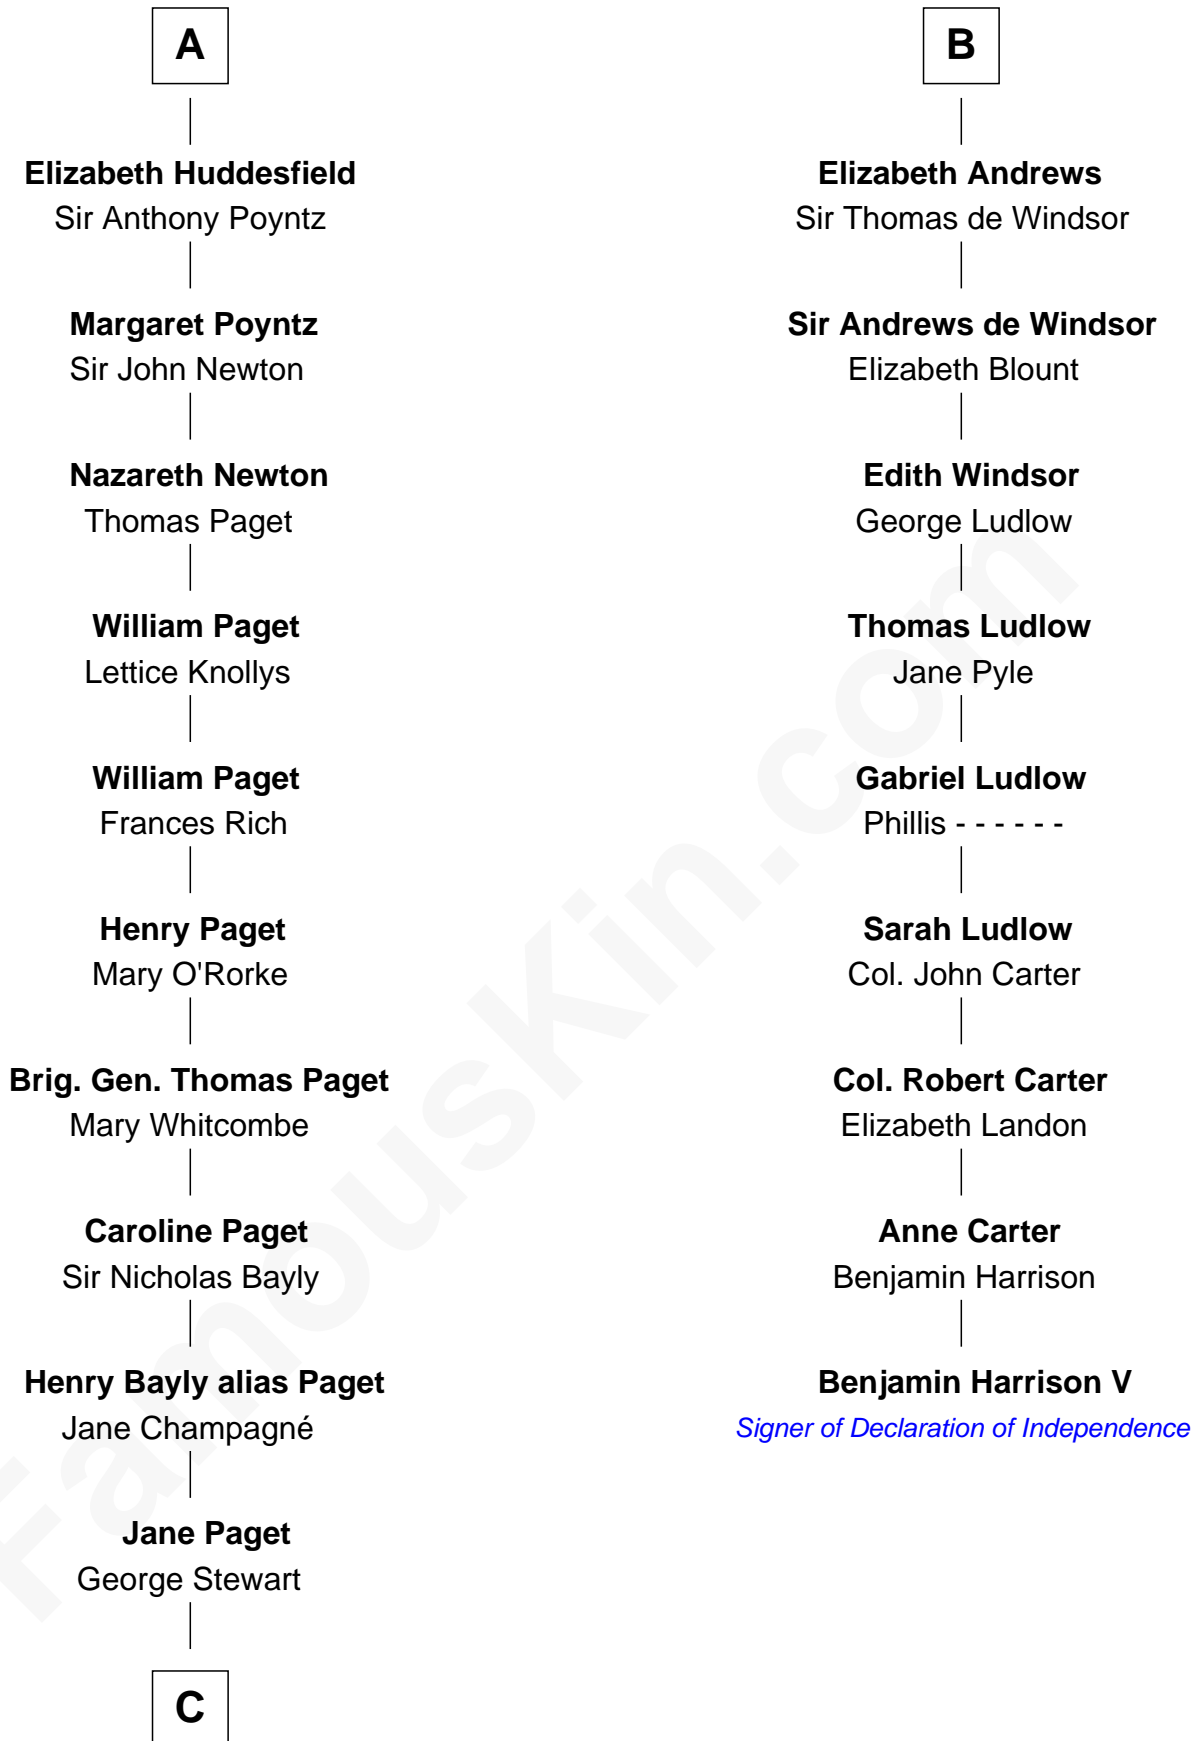 A
Elizabeth Huddesfield
Sir Anthony Poyntz
Margaret Poyntz
Sir John Newton
Nazareth Newton
Thomas Paget
William Paget
Lettice Knollys
William Paget
Frances Rich
Henry Paget
Mary O'Rorke
Brig. Gen. Thomas Paget
Mary Whitcombe
Caroline Paget
Sir Nicholas Bayly
Henry Bayly alias Paget
Jane Champagné
Jane Paget
George Stewart
C
B
Elizabeth Andrews
Sir Thomas de Windsor
Sir Andrews de Windsor
Elizabeth Blount
Edith Windsor
George Ludlow
Thomas Ludlow
Jane Pyle
Gabriel Ludlow
Phillis - - - - - -
Sarah Ludlow
Col. John Carter
Col. Robert Carter
Elizabeth Landon
Anne Carter
Benjamin Harrison
Benjamin Harrison V
Signer of Declaration of Independence
FamousKin.com